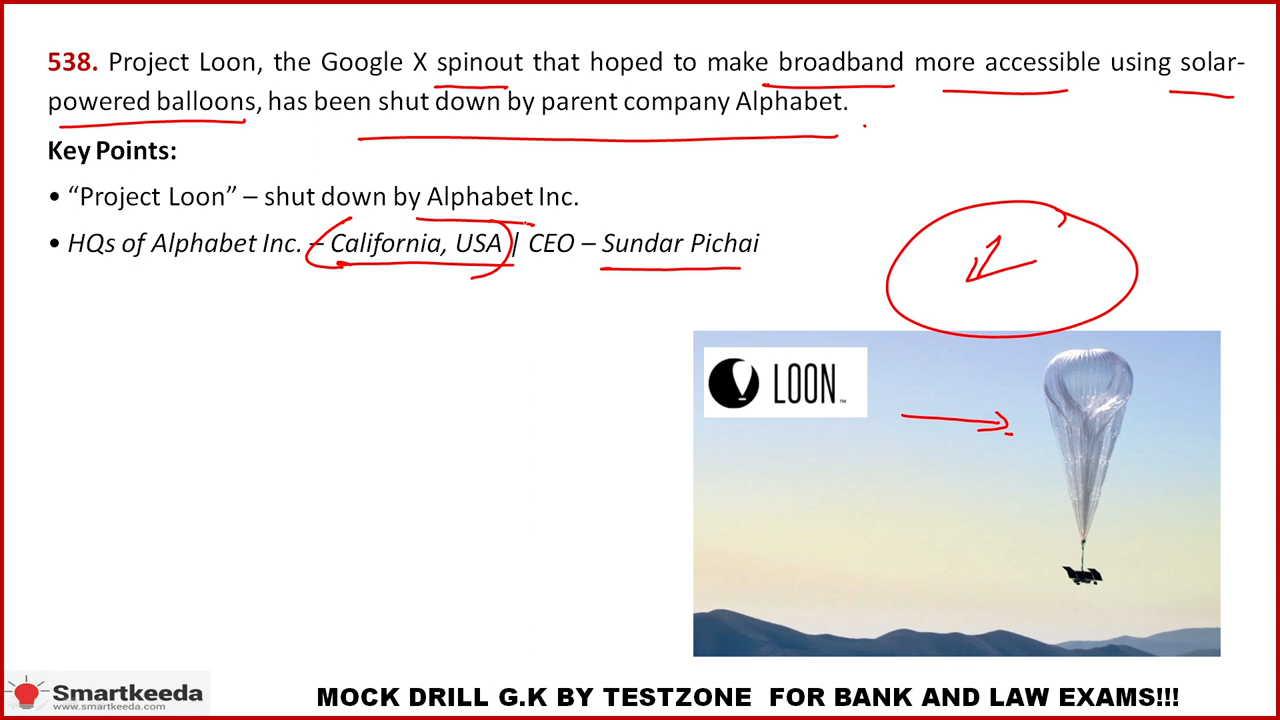 538. Project Loon, the Google X spinout that hoped to make broadband more accessible using solar-
powered balloons, has been shut down by parent company Alphabet.
Key Points:
• “Project Loon” – shut down by Alphabet Inc.
• HQs of Alphabet Inc. – California, USA | CEO – Sundar Pichai
LOON™
Smartkeeda
www.smartkeeda.com
MOCK DRILL G.K BY TESTZONE FOR BANK AND LAW EXAMS!!!